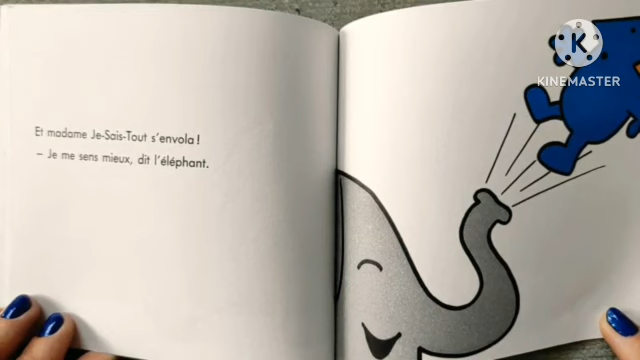 Et madame Je-Sais-Tout s'envola !
– Je me sens mieux, dit l'éléphant.
K
KINEMASTER